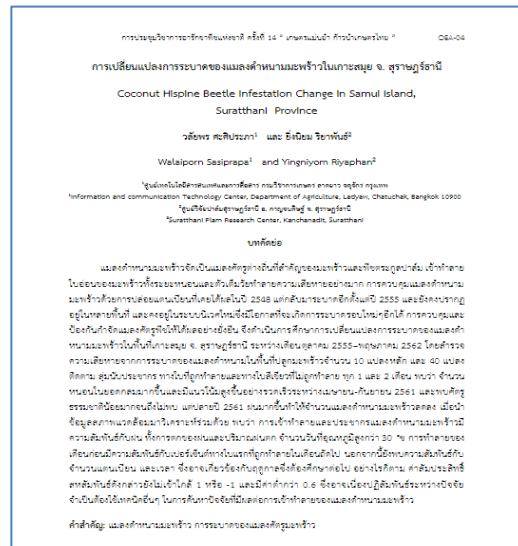 การประชุมวิชาการอารักขาพืชแห่งชาติ ครั้งที่ 14 " เกษตรแม่นยำ ก้าวนำเกษตรไทย " OEA-04
การเปลี่ยนแปลงการระบาดของแมลงดำหนามมะพร้าวในเกาะสมุย จ. สุราษฎร์ธานี
Coconut Hispine Beetle Infestation Change in Samui Island,
Suratthani Province
วลัยพร ศะศิประภา¹ และ ยิ่งนิยม ริยาพันธ์²
Walaiporn Sasiprapa¹ and Yingniyom Riyaphan²
¹ศูนย์เทคโนโลยีสารสนเทศและการสื่อสาร กรมวิชาการเกษตร ลาดยาว จตุจักร กรุงเทพ
¹Information and communication Technology Center, Department of Agriculture, Ladyaw, Chatuchak, Bangkok 10900
²ศูนย์วิจัยปาล์มสุราษฎร์ธานี อ. กาญจนดิษฐ์ จ. สุราษฎร์ธานี
²Suratthani Plam Research Center, Kanchanadit, Suratthani
บทคัดย่อ
แมลงดำหนามมะพร้าวจัดเป็นแมลงศัตรูต่างถิ่นที่สำคัญของมะพร้าวและพืชตระกูลปาล์ม เข้าทำลาย
ใบอ่อนของมะพร้าวทั้งระยะหนอนและตัวเต็มวัยทำลายความเสียหายอย่างมาก การควบคุมแมลงดำหนาม
มะพร้าวด้วยการปล่อยแตนเบียนที่เคยได้ผลในปี 2548 แต่กลับมาระบาดอีกตั้งแต่ปี 2555 และยังคงปรากฏ
อยู่ในหลายพื้นที่ และคงอยู่ในระบบนิเวศใหม่ซึ่งมีโอกาสที่จะเกิดการระบาดรอบใหม่ๆอีกได้ การควบคุมและ
ป้องกันกำจัดแมลงศัตรูพืชให้ได้ผลอย่างยั่งยืน จึงดำเนินการศึกษาการเปลี่ยนแปลงการระบาดของแมลงดำ
หนามมะพร้าวในพื้นที่เกาะสมุย จ. สุราษฎร์ธานี ระหว่างเดือนตุลาคม 2555–พฤษภาคม 2562 โดยสำรวจ
ความเสียหายจากการระบาดของแมลงดำหนามในพื้นที่ปลูกมะพร้าวจำนวน 10 แปลงหลัก และ 40 แปลง
ติดตาม สุ่มนับประชากร ทางใบที่ถูกทำลายและทางใบสีเขียวที่ไม่ถูกทำลาย ทุก 1 และ 2 เดือน พบว่า จำนวน
หนอนในยอดกลมมากขึ้นและมีแนวโน้มสูงขึ้นอย่างรวดเร็วระหว่างเมษายน-กันยายน 2561 และพบศัตรู
ธรรมชาติน้อยมากจนถึงไม่พบ แต่ปลายปี 2561 ฝนมากขึ้นทำให้จำนวนแมลงดำหนามมะพร้าวลดลง เมื่อนำ
ข้อมูลสภาพแวดล้อมมาวิเคราะห์ร่วมด้วย พบว่า การเข้าทำลายและประชากรแมลงดำหนามมะพร้าวมี
ความสัมพันธ์กับฝน ทั้งการตกของฝนและปริมาณฝนตก จำนวนวันที่อุณหภูมิสูงกว่า 30 °ซ การทำลายของ
เดือนก่อนมีความสัมพันธ์กับเปอร์เซ็นต์ทางใบแรกที่ถูกทำลายในเดือนถัดไป นอกจากนี้ยังพบความสัมพันธ์กับ
จำนวนแตนเบียน และเวลา ซึ่งอาจเกี่ยวข้องกับฤดูกาลซึ่งต้องศึกษาต่อไป อย่างไรก็ตาม ค่าสัมประสิทธิ์
สหสัมพันธ์ดังกล่าวยังไม่เข้าใกล้ 1 หรือ -1 และมีค่าต่ำกว่า 0.6 ซึ่งอาจเนื่องปฏิสัมพันธ์ระหว่างปัจจัย
จำเป็นต้องใช้เทคนิคอื่นๆ ในการค้นหาปัจจัยที่มีผลต่อการเข้าทำลายของแมลงดำหนามมะพร้าว
คำสำคัญ: แมลงดำหนามมะพร้าว การระบาดของแมลงศัตรูมะพร้าว